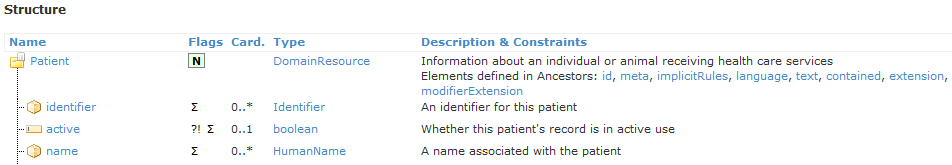 Structure
Name Flags Card. Type Description & Constraints
Patient N DomainResource Information about an individual or animal receiving health care services
Elements defined in Ancestors: id, meta, implicitRules, language, text, contained, extension,
modifierExtension
identifier Σ 0..* Identifier An identifier for this patient
active ?! Σ 0..1 boolean Whether this patient's record is in active use
name Σ 0..* HumanName A name associated with the patient